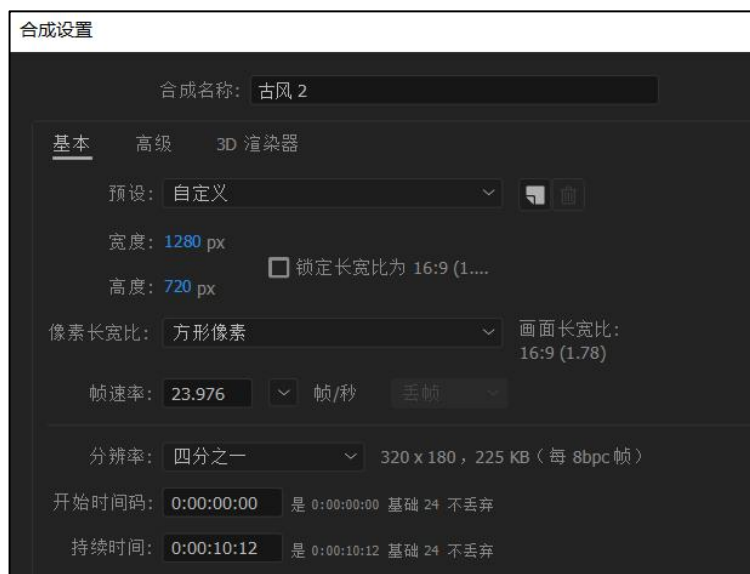 合成设置
合成名称: 古风 2
基本 高级 3D 渲染器
预设: 自定义
宽度: 1280 px
锁定长宽比为 16:9 (1....
高度: 720 px
像素长宽比: 方形像素 画面长宽比:
16:9 (1.78)
帧速率: 23.976 帧/秒 丢帧
分辨率: 四分之一 320 x 180，225 KB（每 8bpc 帧）
开始时间码: 0:00:00:00 是 0:00:00:00 基础 24 不丢弃
持续时间: 0:00:10:12 是 0:00:10:12 基础 24 不丢弃